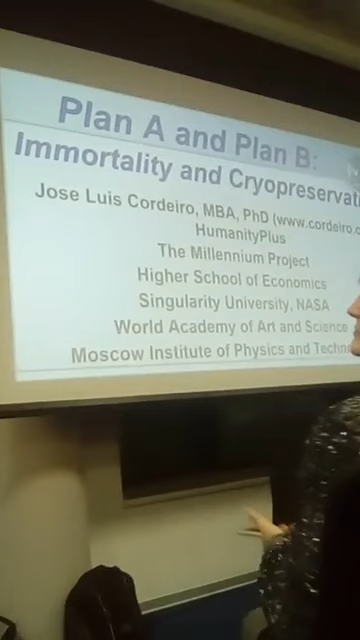 Plan A and Plan B:
Immortality and Cryopreservati
Jose Luis Cordeiro, MBA, PhD (www.cordeiro.o
HumanityPlus
The Millennium Project
Higher School of Economics
Singularity University, NASA
World Academy of Art and Science
Moscow Institute of Physics and Techn